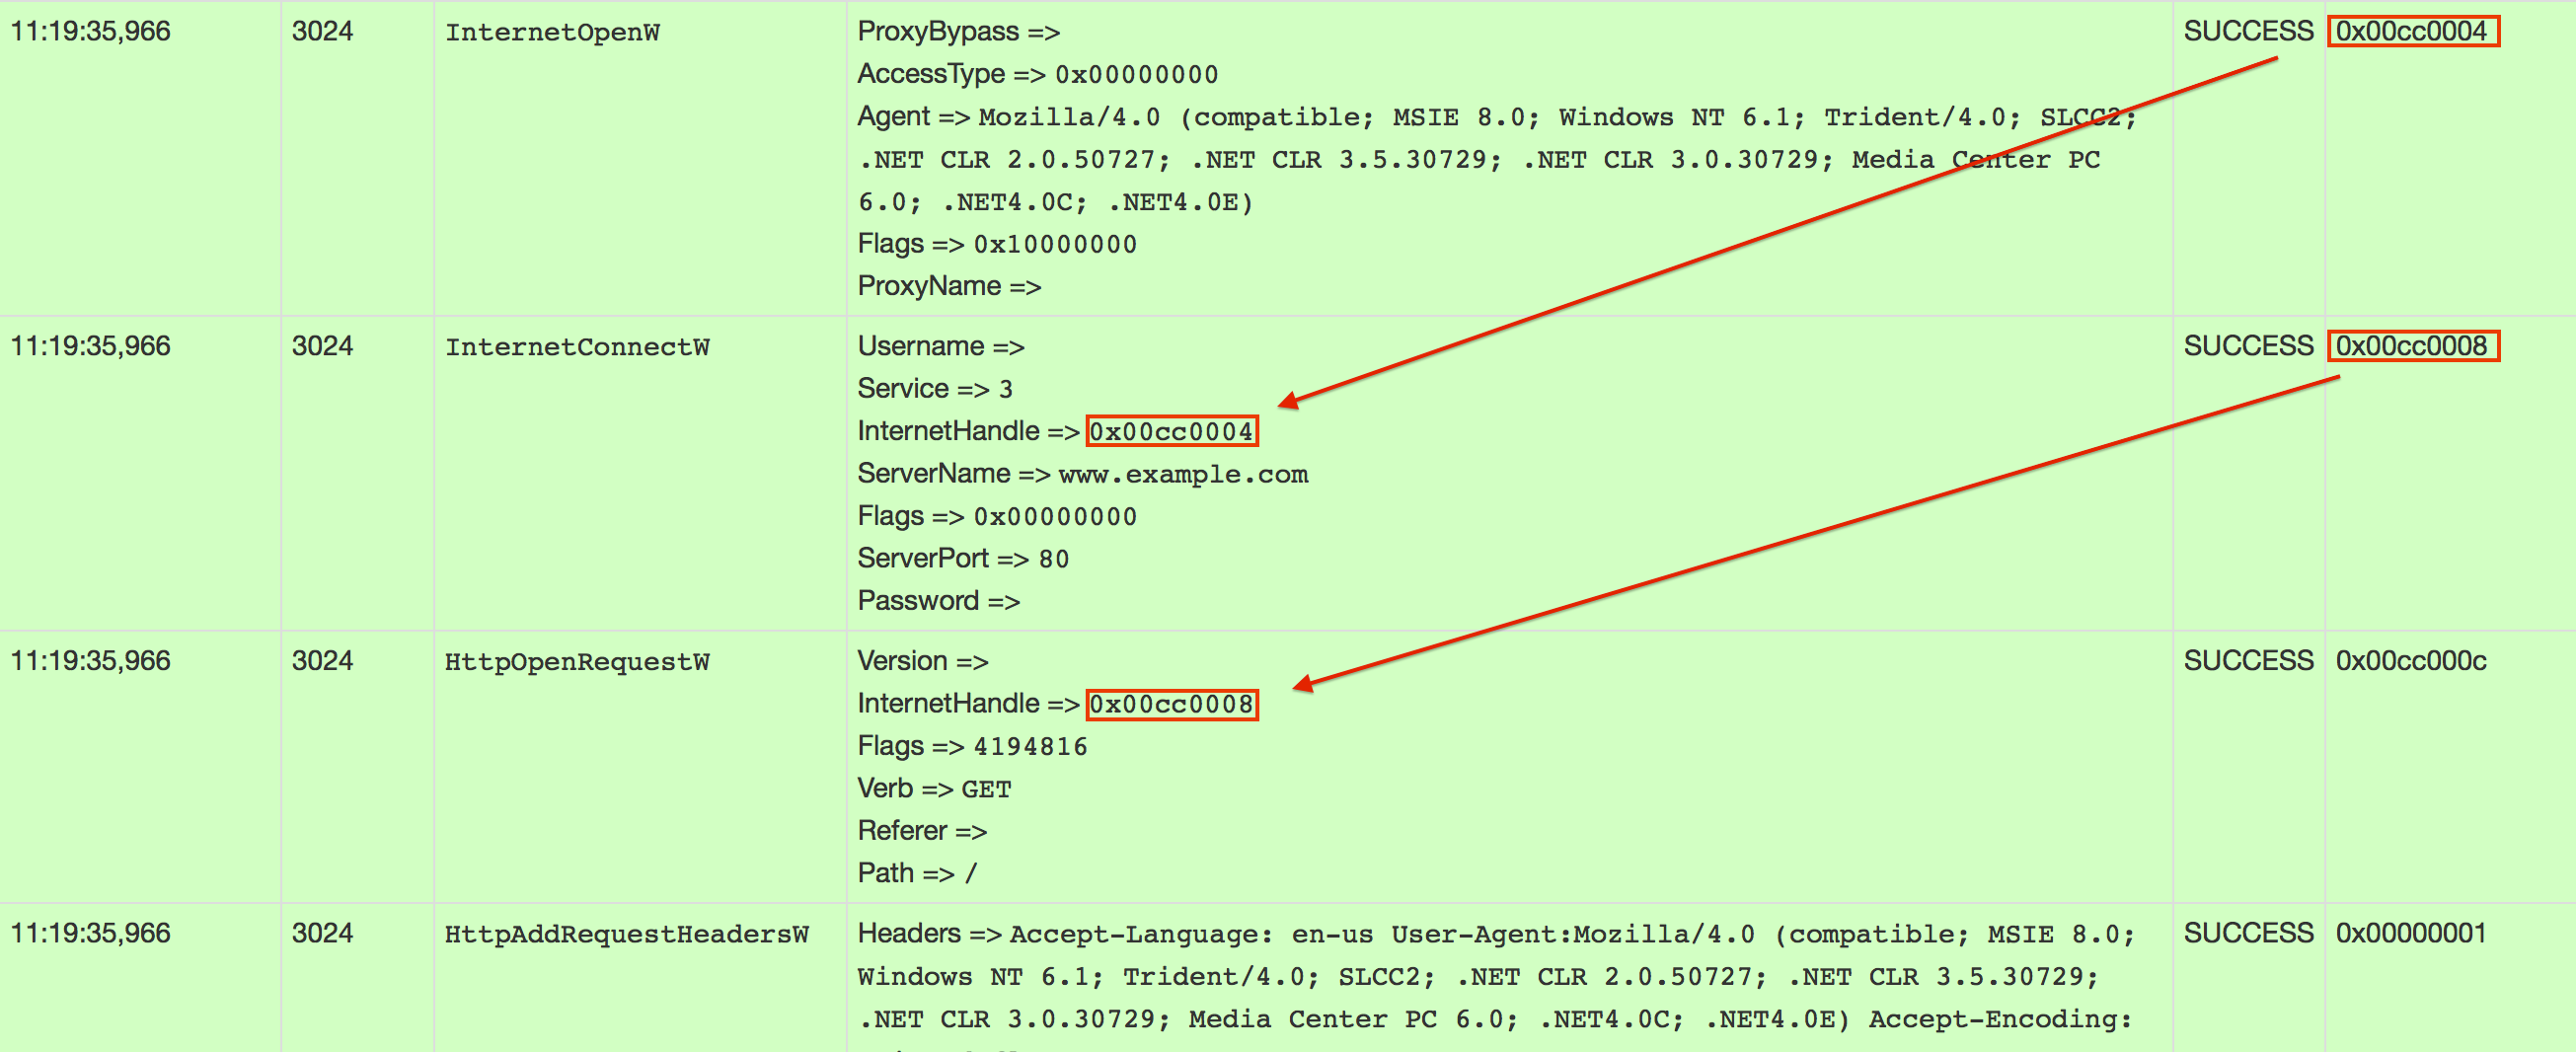 11:19:35,966 3024 InternetOpenW ProxyBypass => SUCCESS 0x00cc0004
AccessType => 0x00000000
Agent => Mozilla/4.0 (compatible; MSIE 8.0; Windows NT 6.1; Trident/4.0; SLCC2;
.NET CLR 2.0.50727; .NET CLR 3.5.30729; .NET CLR 3.0.30729; Media Center PC
6.0; .NET4.0C; .NET4.0E)
Flags => 0x10000000
ProxyName =>
11:19:35,966 3024 InternetConnectW Username => SUCCESS 0x00cc0008
Service => 3
InternetHandle => 0x00cc0004
ServerName => www.example.com
Flags => 0x00000000
ServerPort => 80
Password =>
11:19:35,966 3024 HttpOpenRequestW Version => SUCCESS 0x00cc000c
InternetHandle => 0x00cc0008
Flags => 4194816
Verb => GET
Referer =>
Path => /
11:19:35,966 3024 HttpAddRequestHeadersW Headers => Accept-Language: en-us User-Agent:Mozilla/4.0 (compatible; MSIE 8.0; SUCCESS 0x00000001
Windows NT 6.1; Trident/4.0; SLCC2; .NET CLR 2.0.50727; .NET CLR 3.5.30729;
.NET CLR 3.0.30729; Media Center PC 6.0; .NET4.0C; .NET4.0E) Accept-Encoding: